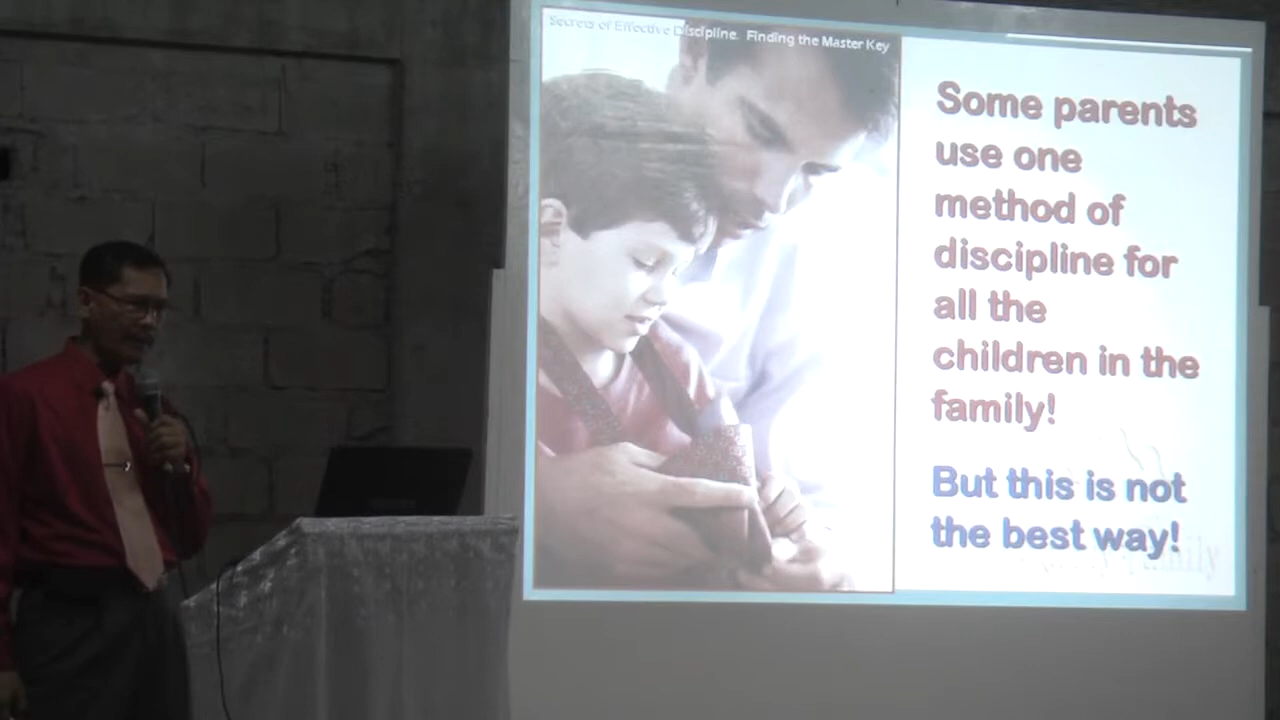 Secrets of Effective Discipline. Finding the Master Key
Some parents
use one
method of
discipline for
all the
children in the
family!
But this is not
the best way!